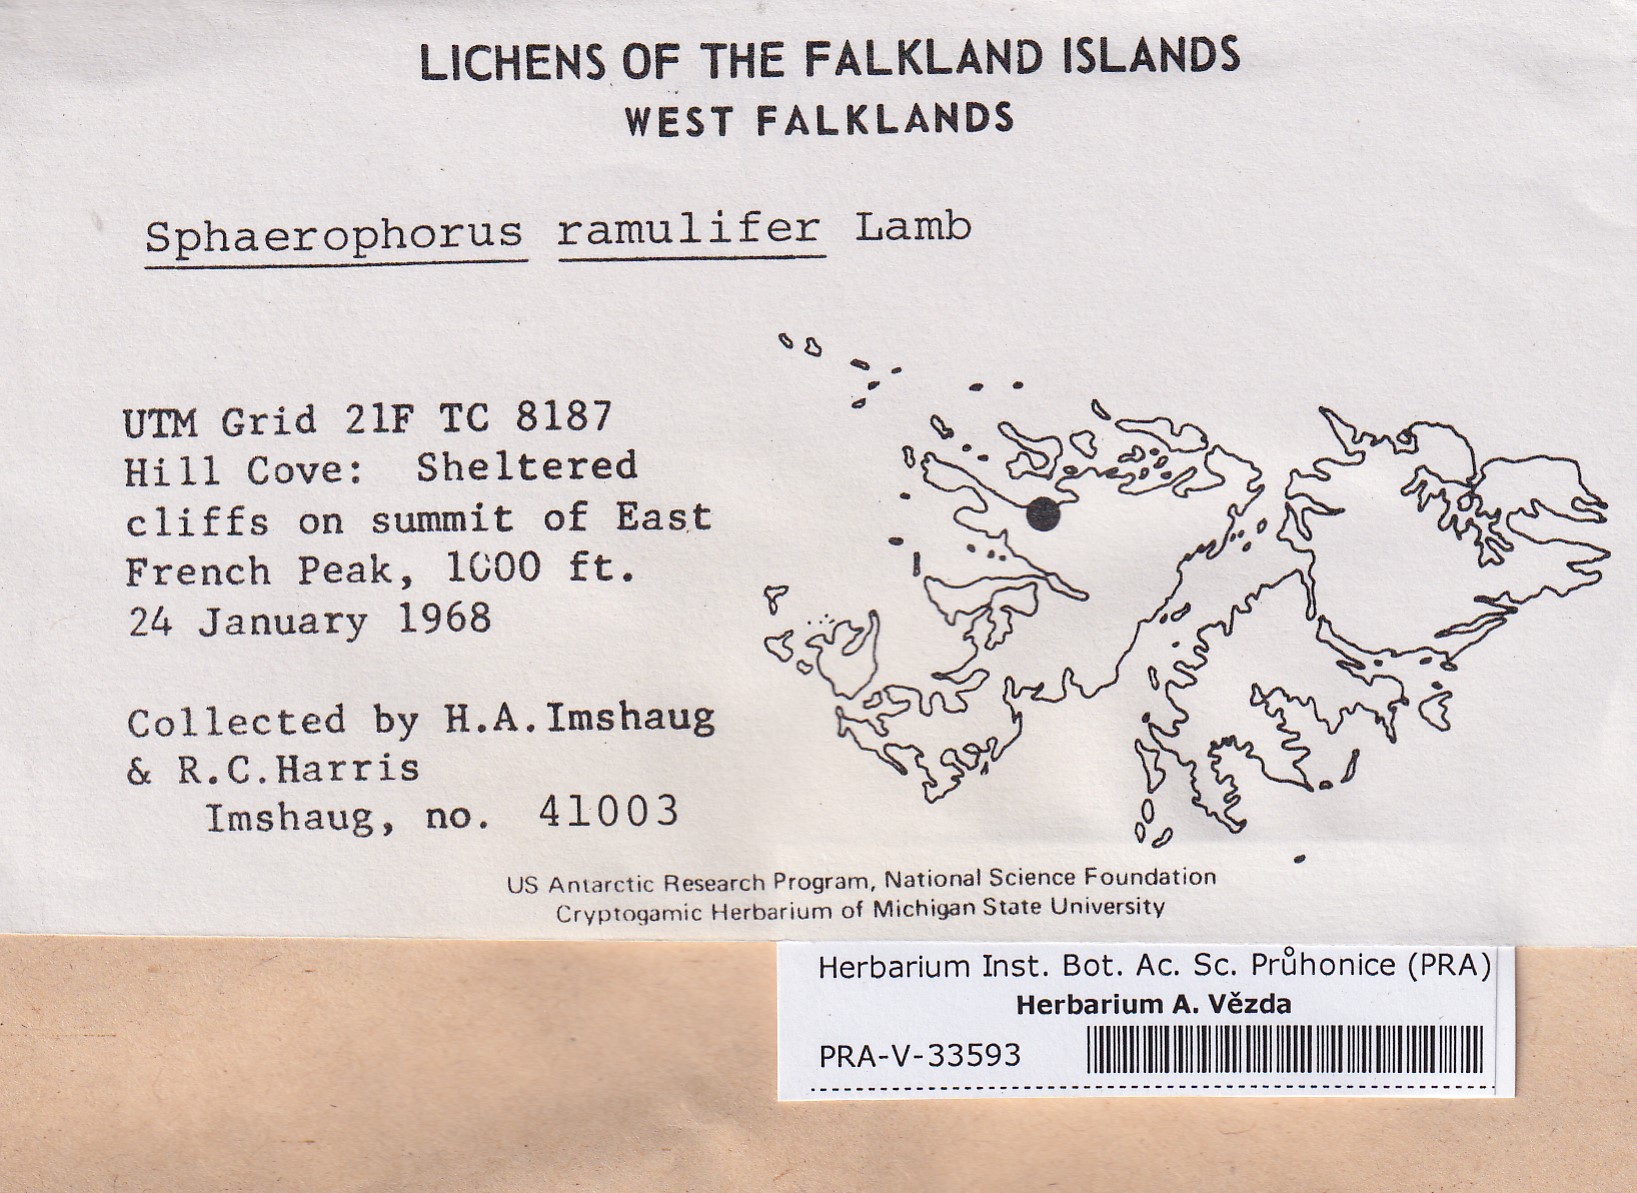 LICHENS OF THE FALKLAND ISLANDS
WEST FALKLANDS
Sphaerophorus ramulifer Lamb
UTM Grid 21F TC 8187
Hill Cove: Sheltered
cliffs on summit of East
French Peak, 1000 ft.
24 January 1968
Collected by H.A.Imshaug
& R.C.Harris
Imshaug, no. 41003
US Antarctic Research Program, National Science Foundation
Cryptogamic Herbarium of Michigan State University
Herbarium Inst. Bot. Ac. Sc. Průhonice (PRA)
Herbarium A. Vězda
PRA-V-33593